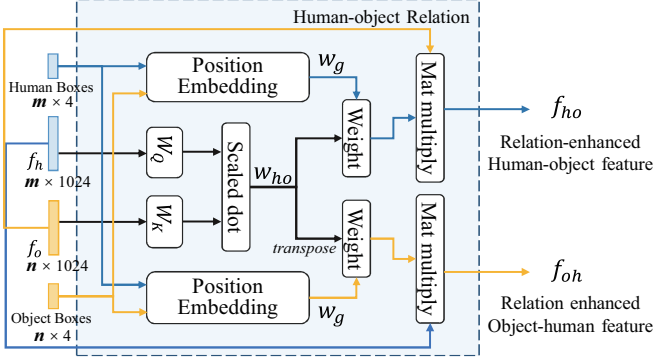 Human-object Relation
Human Boxes
m × 4
f_h
m × 1024
f_o
n × 1024
Object Boxes
n × 4
Position
Embedding
w_g
W_Q
W_K
Scaled dot
w_ho
transpose
Weight
Weight
Position
Embedding
w_g
Mat multiply
Mat multiply
f_ho
Relation-enhanced
Human-object feature
f_oh
Relation enhanced
Object-human feature